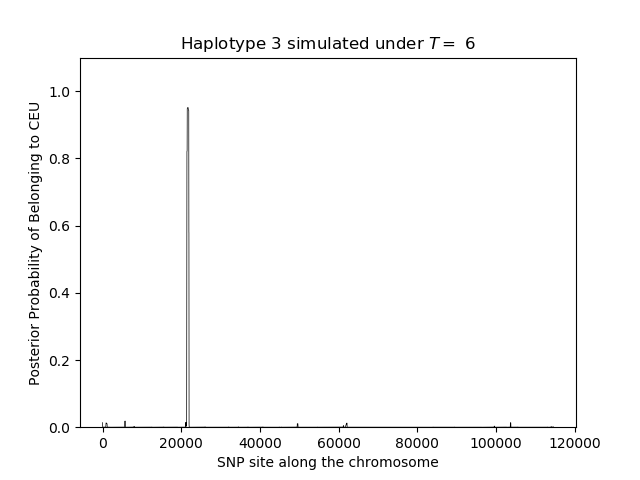 Haplotype 3 simulated under T = 6
Posterior Probability of Belonging to CEU
1.0
0.8
0.6
0.4
0.2
0.0
0 20000 40000 60000 80000 100000 120000
SNP site along the chromosome